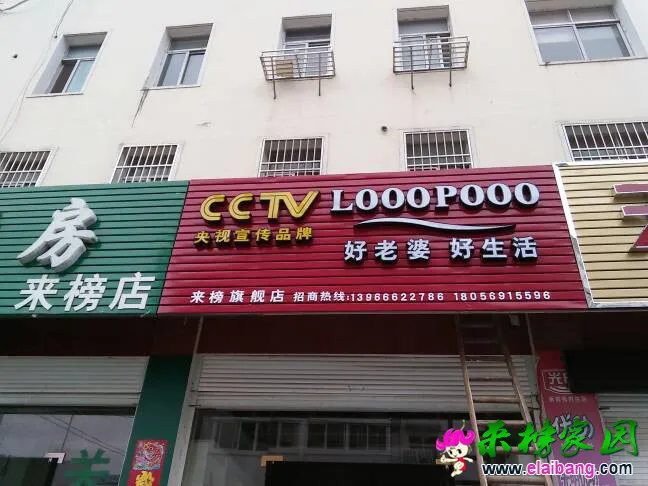 房
来榜店
CCTV LOOOPOOO
央视宣传品牌
好老婆 好生活
来榜旗舰店 招商热线:13966622786 18056915596
来榜家园
www.elaibang.com